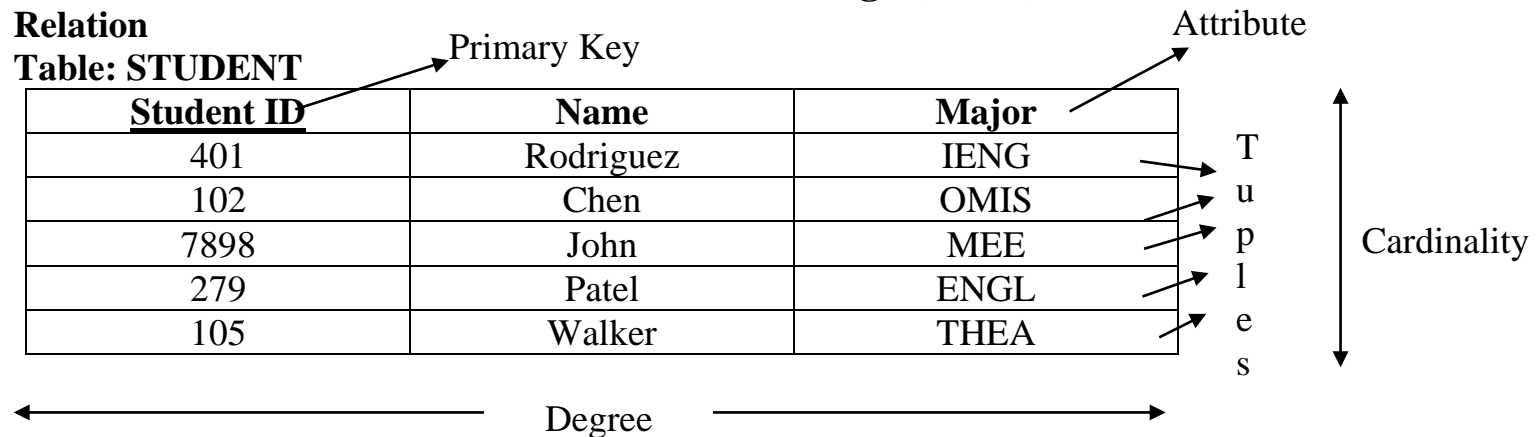 Relation
Primary Key
Attribute
Table: STUDENT
Student ID Name Major
401 Rodriguez IENG
102 Chen OMIS
7898 John MEE
279 Patel ENGL
105 Walker THEA
Tuples
Cardinality
Degree